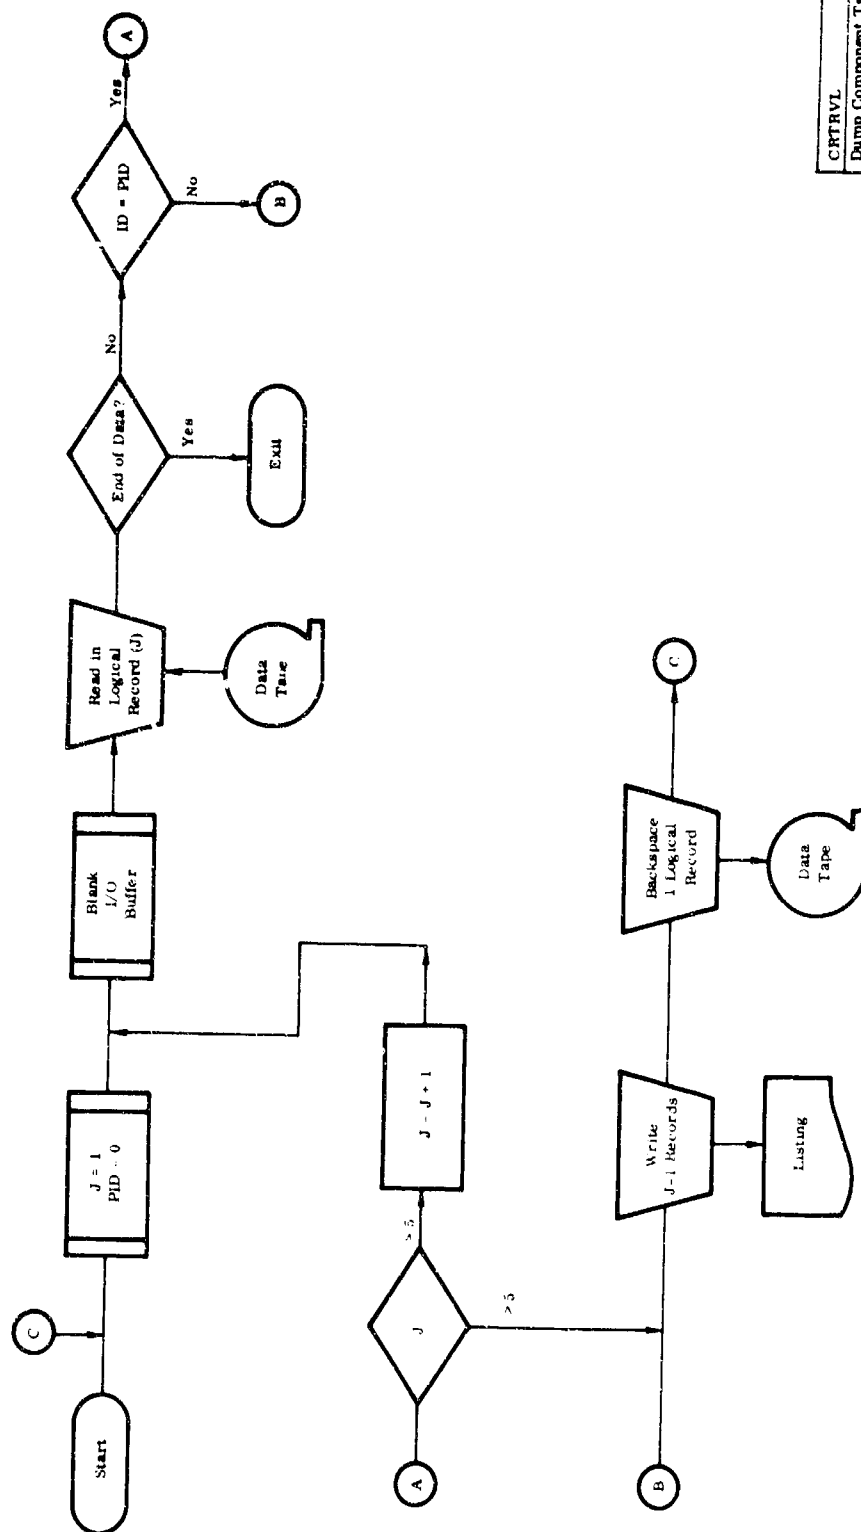 C
Start
J = 1
PID - 0
Blank
I/O
Buffer
Read in
Logical
Record (J)
Data
Tape
End of Data?
No
Yes
Exit
ID = PID
Yes
A
No
B
A
J
> 5
J - J + 1
B
Write
J-1 Records
Listing
Backspace
1 Logical
Record
Data
Tape
C
CRTRVL
Dump Component